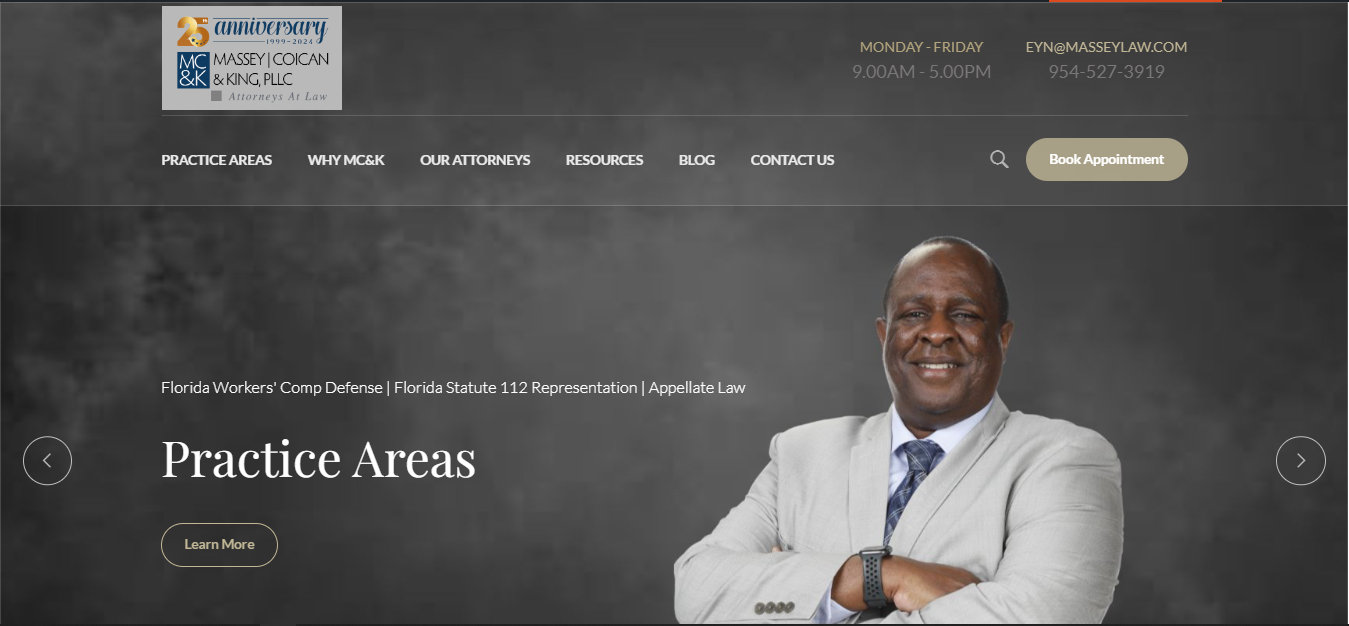 25th anniversary
1999-2024
MC&K MASSEY | COICAN & KING, PLLC
Attorneys At Law
MONDAY - FRIDAY
9.00AM - 5.00PM
EYN@MASSEYLAW.COM
954-527-3919
PRACTICE AREAS
WHY MC&K
OUR ATTORNEYS
RESOURCES
BLOG
CONTACT US
Book Appointment
Florida Workers' Comp Defense | Florida Statute 112 Representation | Appellate Law
Practice Areas
Learn More